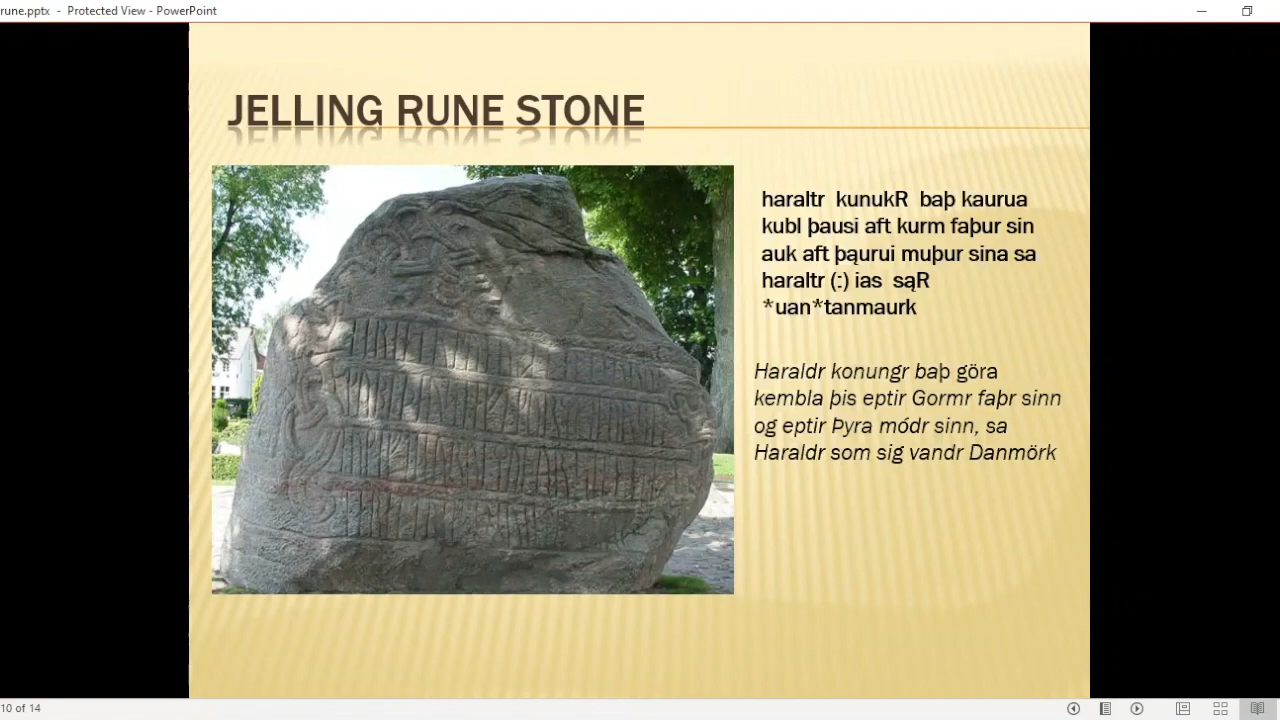 rune.pptx - Protected View - PowerPoint
JELLING RUNE STONE
haraltr kunukR baþ kaurua
kubl þausi aft kurm faþur sin
auk aft þąurui muþur sina sa
haraltr (:) ias sąR
*uan*tanmaurk
Haraldr konungr baþ göra
kembla þis eptir Gormr faþr sinn
og eptir Þyra módr sinn, sa
Haraldr som sig vandr Danmörk
10 of 14